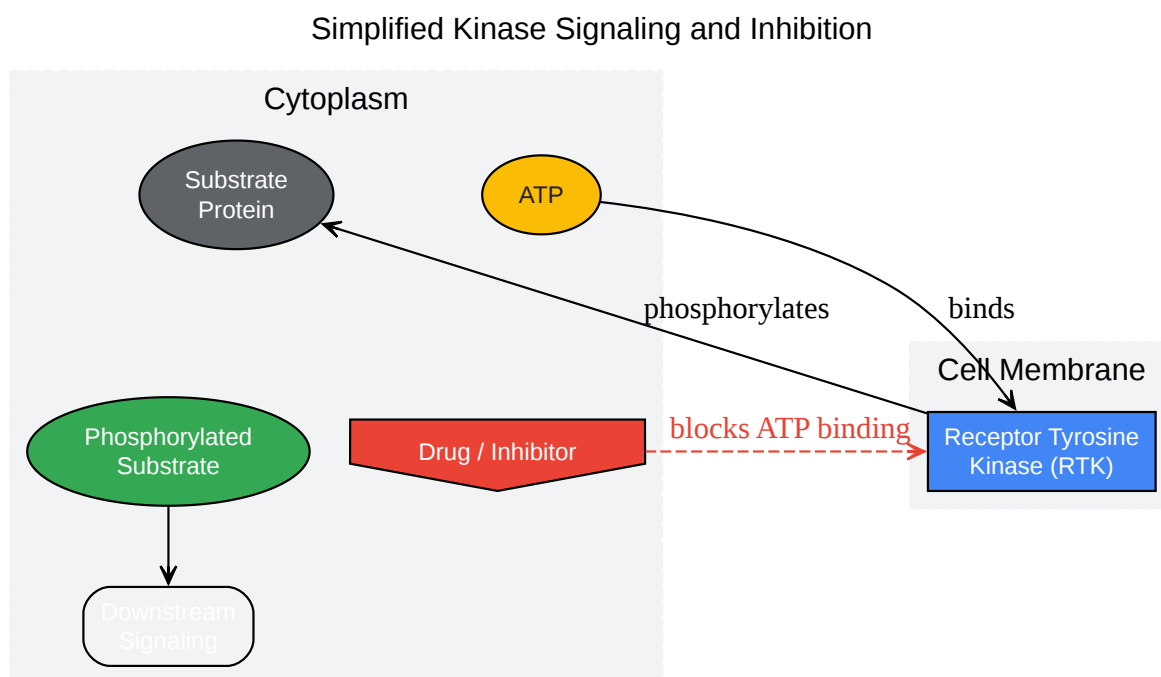 Simplified Kinase Signaling and Inhibition
Cytoplasm
Substrate
Protein
ATP
phosphorylates
binds
Cell Membrane
Phosphorylated
Substrate
Drug / Inhibitor
blocks ATP binding
Receptor Tyrosine
Kinase (RTK)
Downstream
Signaling